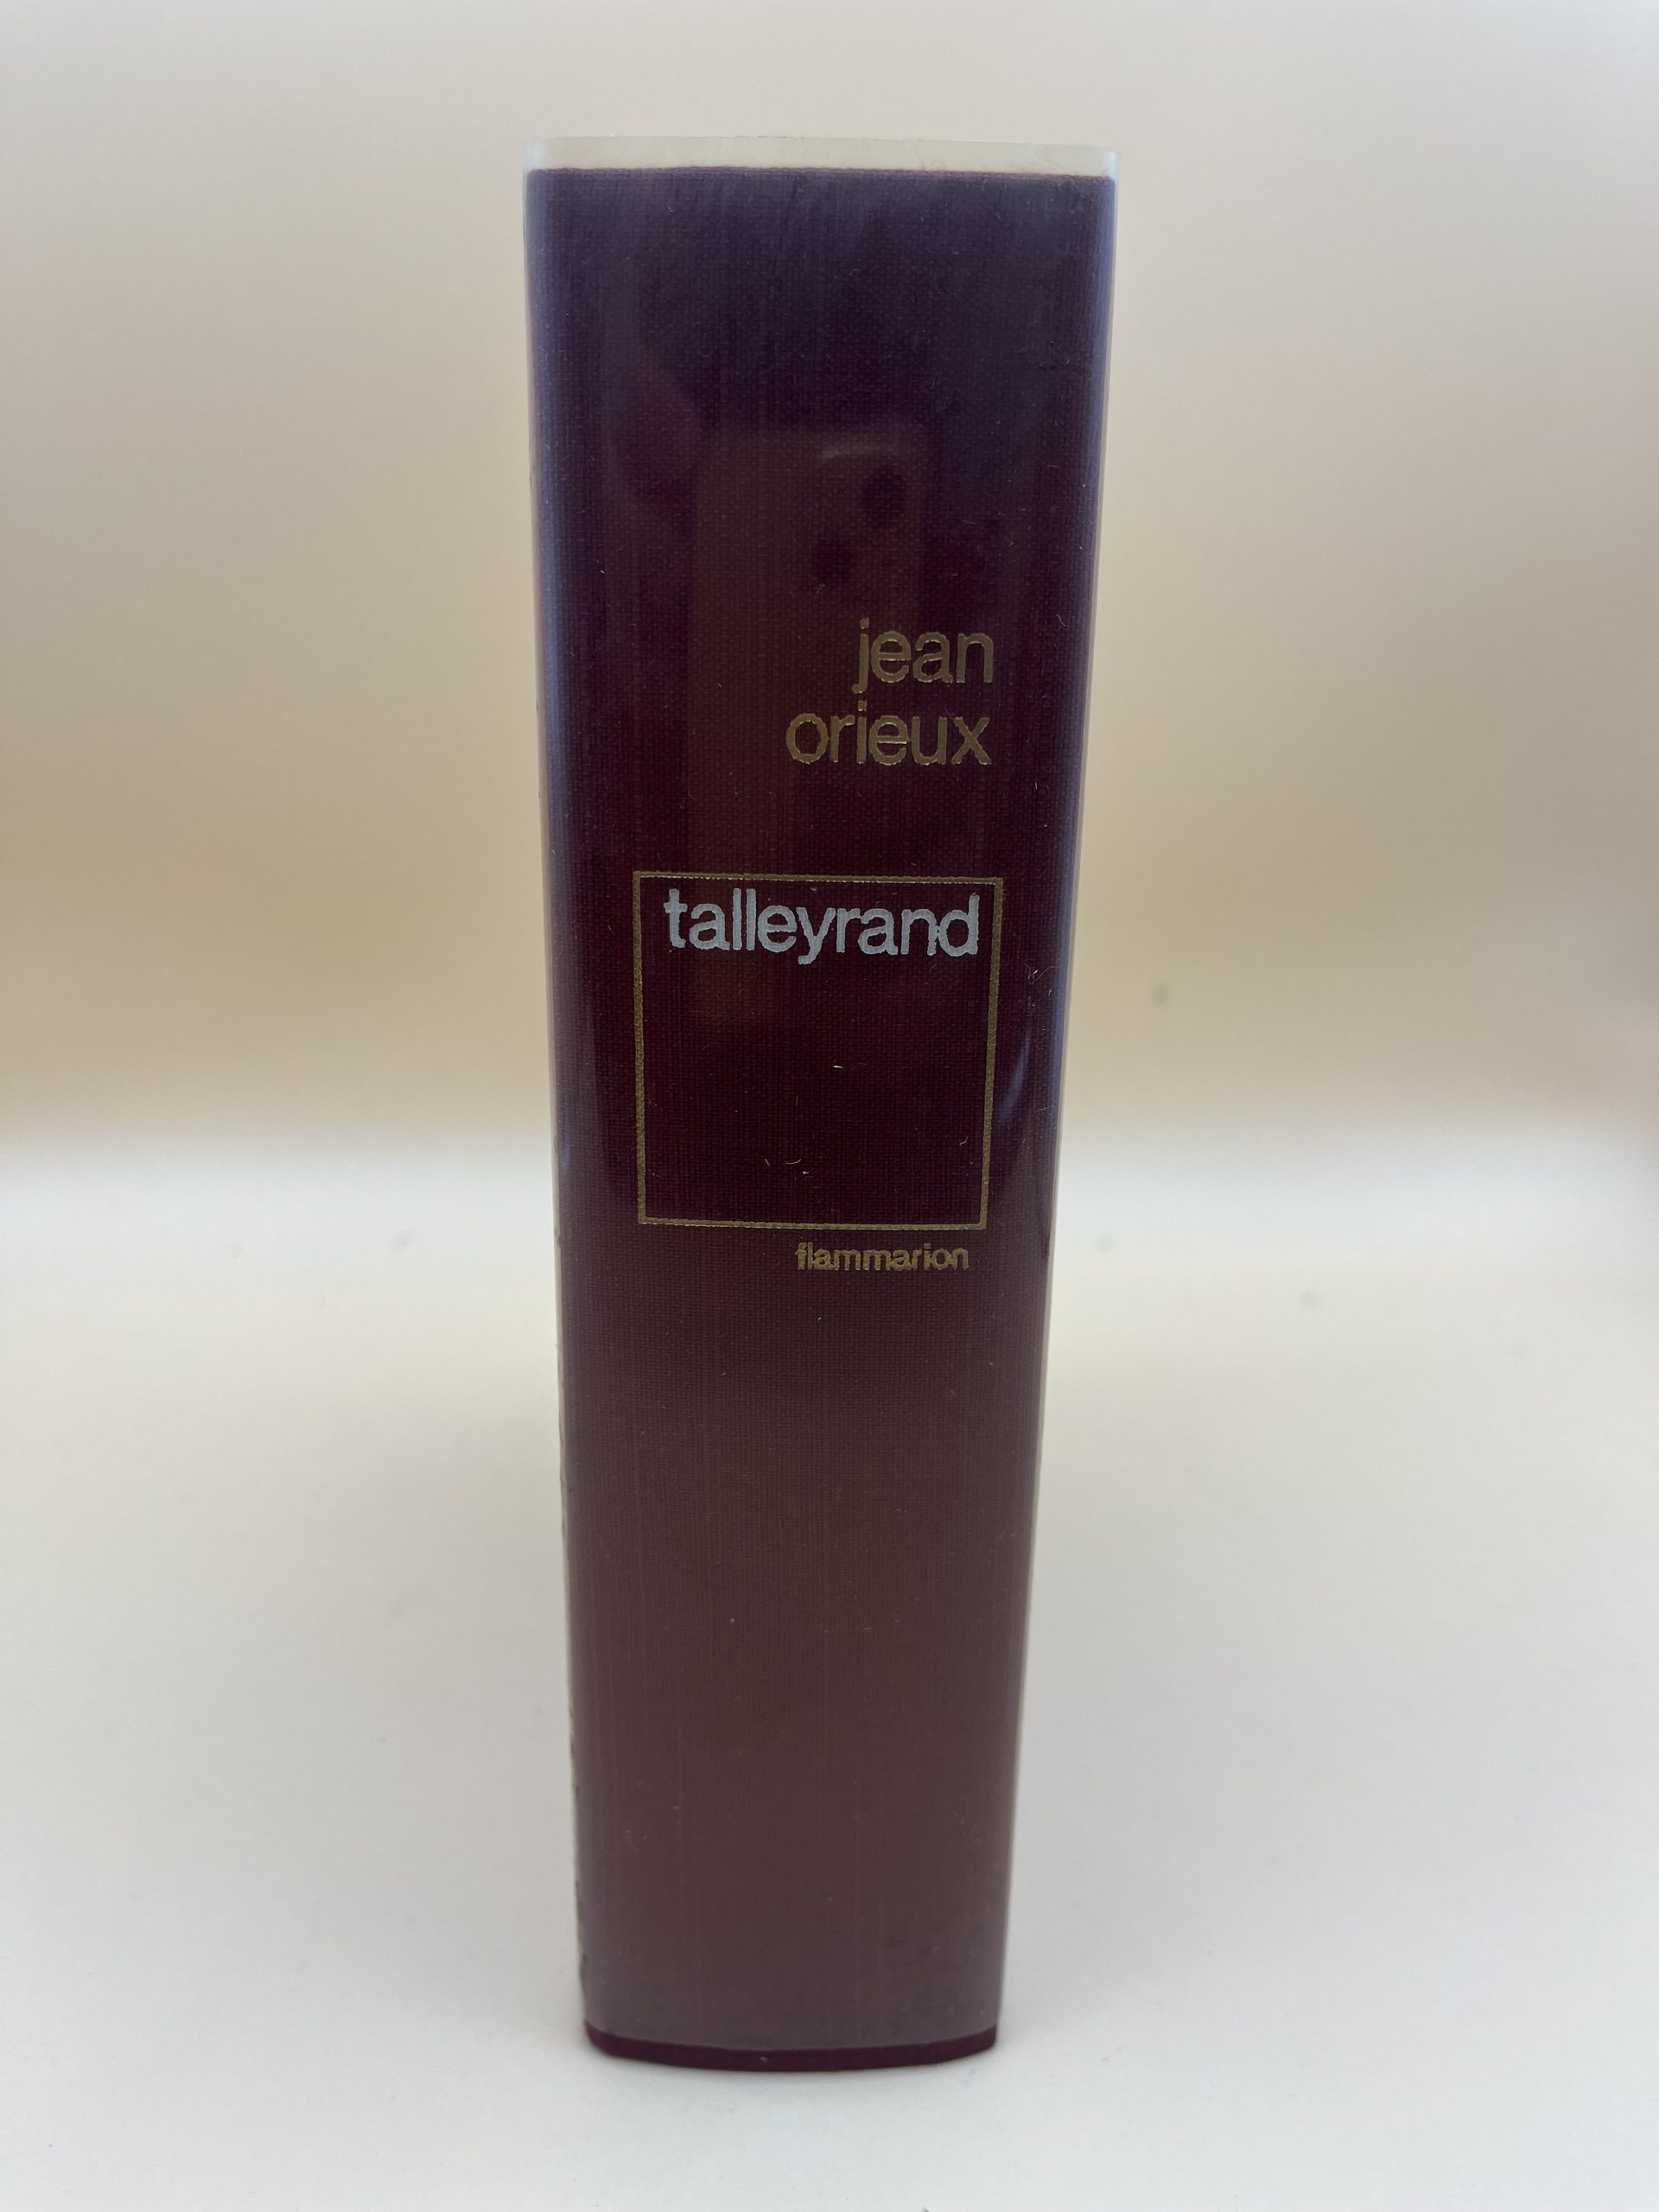 jean
orieux
talleyrand
flammarion